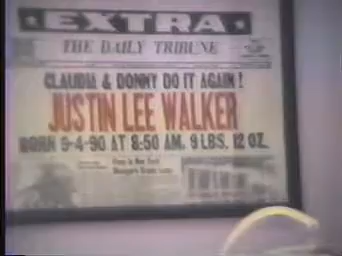 ★ EXTRA ★
THE DAILY TRIBUNE
CLAUDIA & DONNY DO IT AGAIN!
JUSTIN LEE WALKER
BORN 9-4-90 AT 8:50 AM. 9 LBS. 12 OZ.